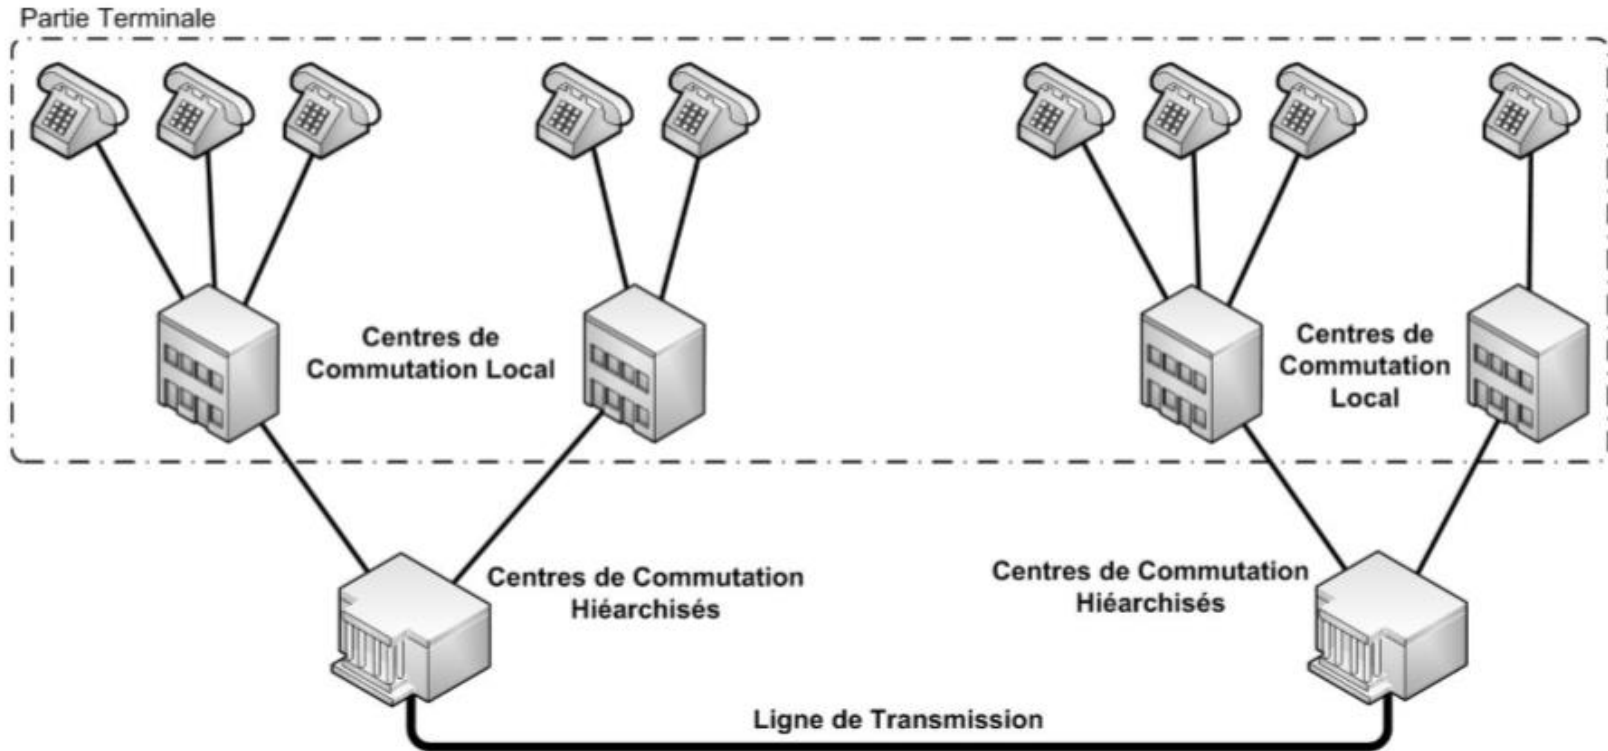 Partie Terminale
Centres de
Commutation Local
Centres de
Commutation
Local
Centres de Commutation
Hiéarchisés
Centres de Commutation
Hiéarchisés
Ligne de Transmission